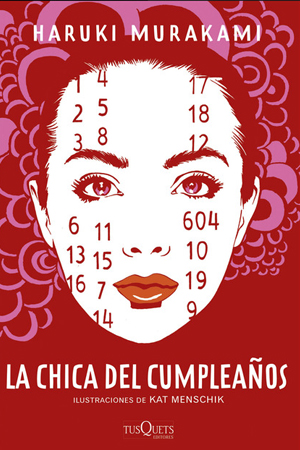 HARUKI MURAKAMI
1 4 17
2 5 18
3 8 12
6 11 604
13 15 10
16 7 19
14 9
LA CHICA DEL CUMPLEAÑOS
ILUSTRACIONES DE KAT MENSCHIK
TUSQUETS
EDITORES